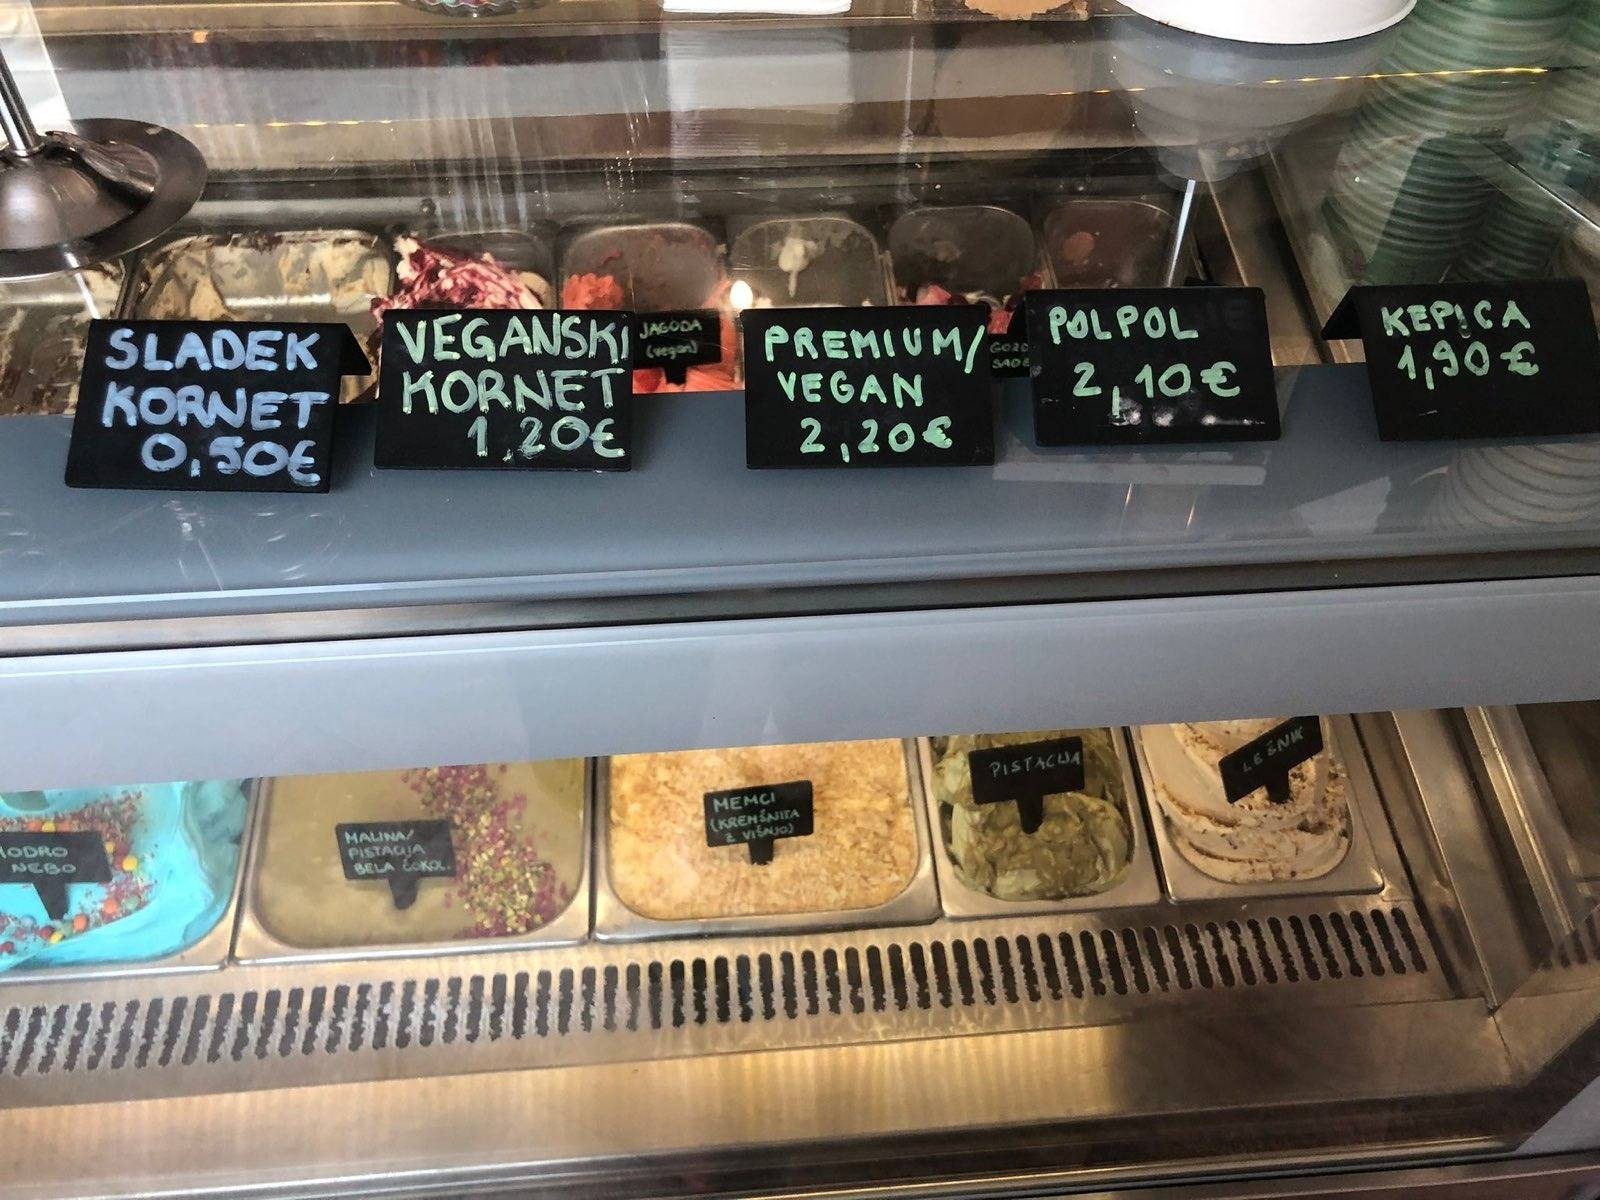 SLADEK
KORNET
0,50€
VEGANSKI
KORNET
1,20€
JAGODA
(vegan)
PREMIUM/
VEGAN
2,20€
POLPOL
2,10€
KEPICA
1,90€
MODRO
NEBO
MALINA/
PISTACIJA
BELA ČOKOL.
MEMCI
(KREMŠNITA
Z VIŠNJO)
PISTACIJA
LEŠNIK